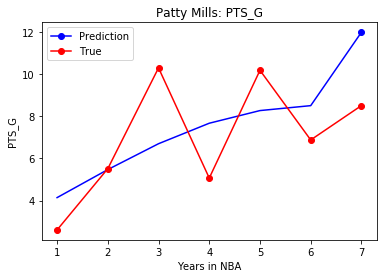 Patty Mills: PTS_G
Prediction
True
12
10
8
6
4
PTS_G
1 2 3 4 5 6 7
Years in NBA